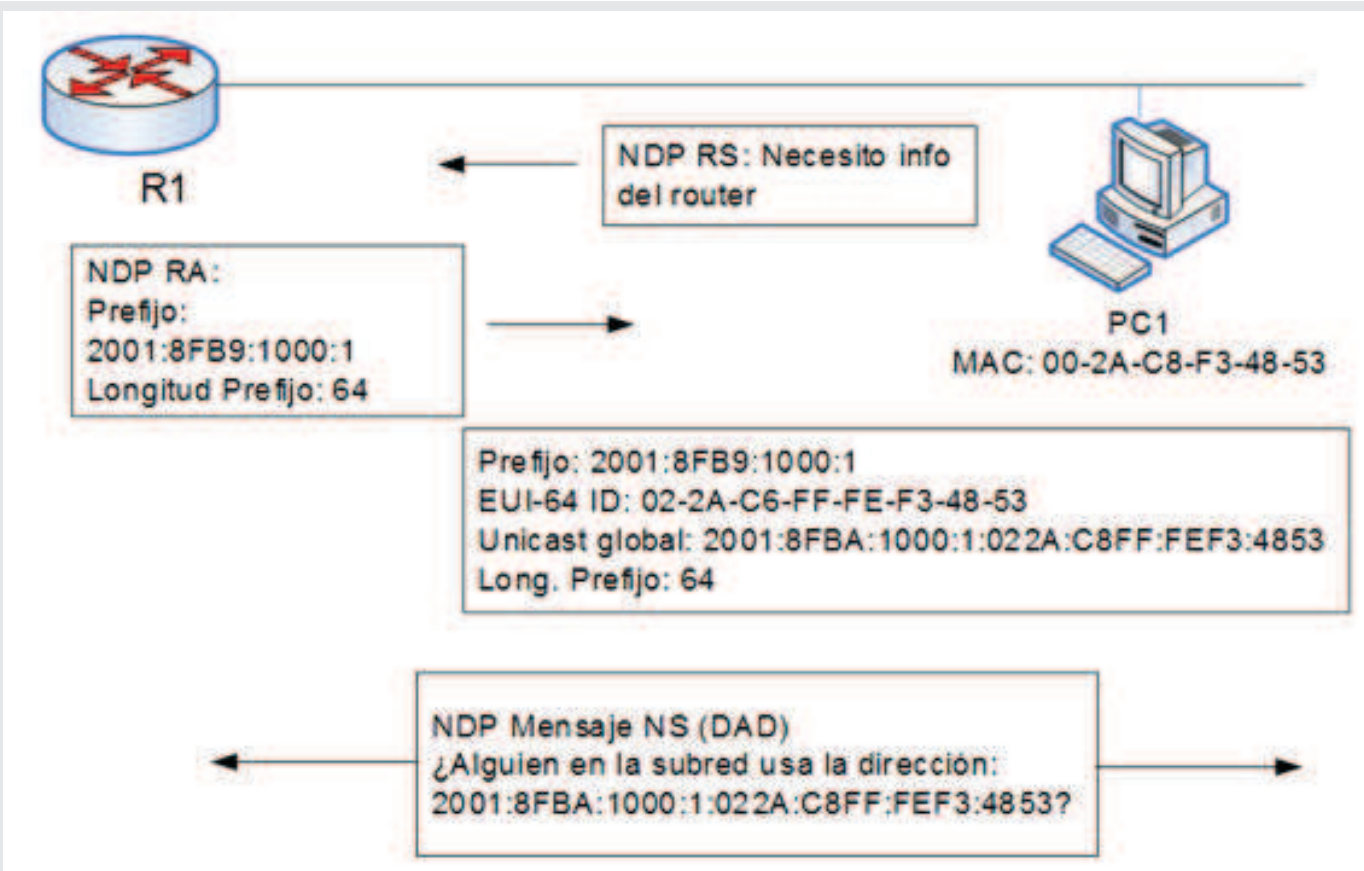 R1
NDP RS: Necesito info
del router
NDP RA:
Prefijo:
2001:8FB9:1000:1
Longitud Prefijo: 64
PC1
MAC: 00-2A-C8-F3-48-53
Prefijo: 2001:8FB9:1000:1
EUI-64 ID: 02-2A-C6-FF-FE-F3-48-53
Unicast global: 2001:8FBA:1000:1:022A:C8FF:FEF3:4853
Long. Prefijo: 64
NDP Mensaje NS (DAD)
¿Alguien en la subred usa la dirección:
2001:8FBA:1000:1:022A:C8FF:FEF3:4853?